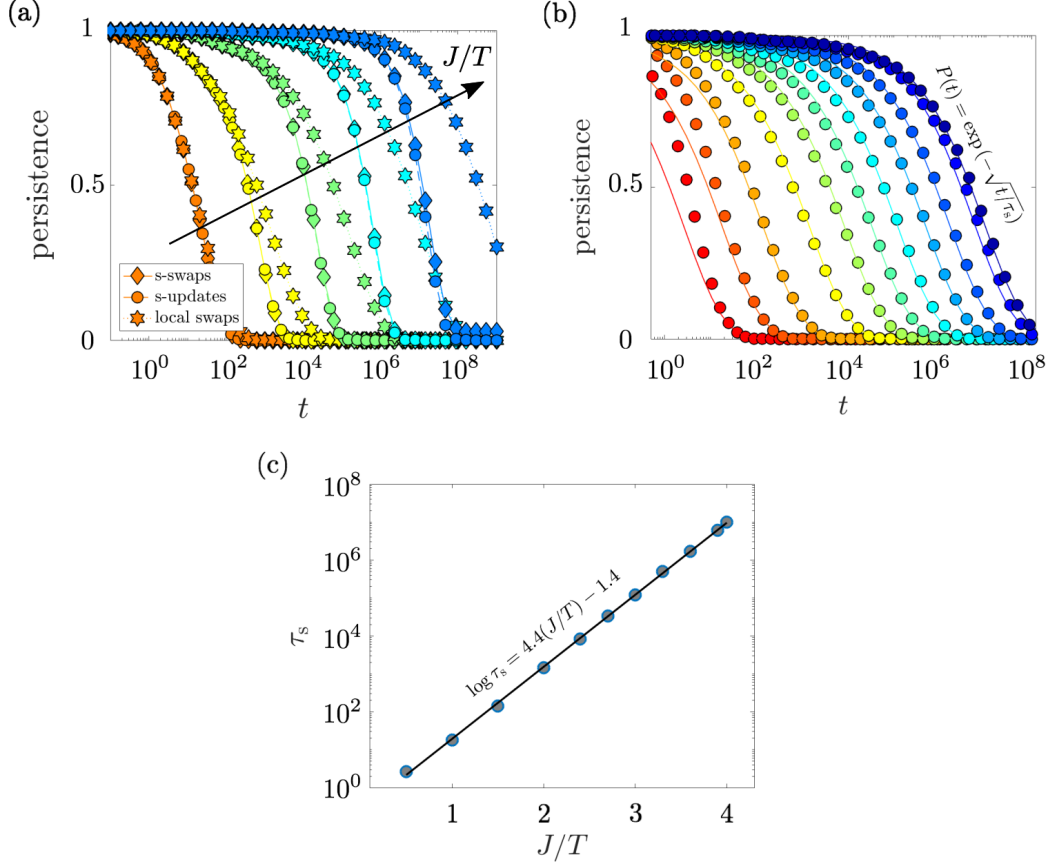 (a)
1
0.5
0
persistence
J/T
s-swaps
s-updates
local swaps
10^0
10^2
10^4
10^6
10^8
t
(b)
1
0.5
0
persistence
P(t) = exp(−√t/τ_s)
10^0
10^2
10^4
10^6
10^8
t
(c)
10^8
10^6
10^4
10^2
10^0
τ_s
log τ_s = 4.4(J/T) − 1.4
1
2
3
4
J/T